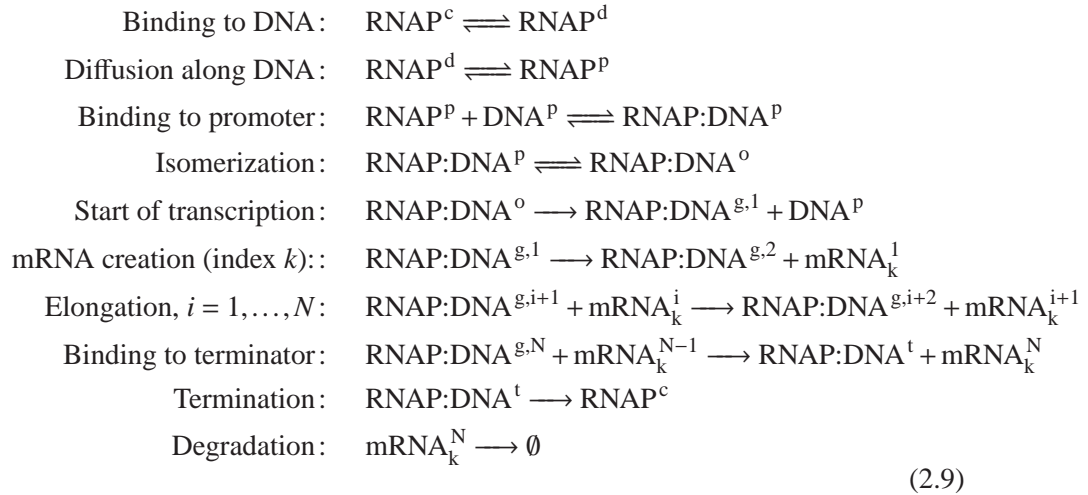 Binding to DNA: RNAP^c ⇌ RNAP^d
Diffusion along DNA: RNAP^d ⇌ RNAP^p
Binding to promoter: RNAP^p + DNA^p ⇌ RNAP:DNA^p
Isomerization: RNAP:DNA^p ⇌ RNAP:DNA^o
Start of transcription: RNAP:DNA^o ⟶ RNAP:DNA^{g,1} + DNA^p
mRNA creation (index k):: RNAP:DNA^{g,1} ⟶ RNAP:DNA^{g,2} + mRNA_k^1
Elongation, i = 1,…,N: RNAP:DNA^{g,i+1} + mRNA_k^i ⟶ RNAP:DNA^{g,i+2} + mRNA_k^{i+1}
Binding to terminator: RNAP:DNA^{g,N} + mRNA_k^{N−1} ⟶ RNAP:DNA^t + mRNA_k^N
Termination: RNAP:DNA^t ⟶ RNAP^c
Degradation: mRNA_k^N ⟶ ∅
(2.9)